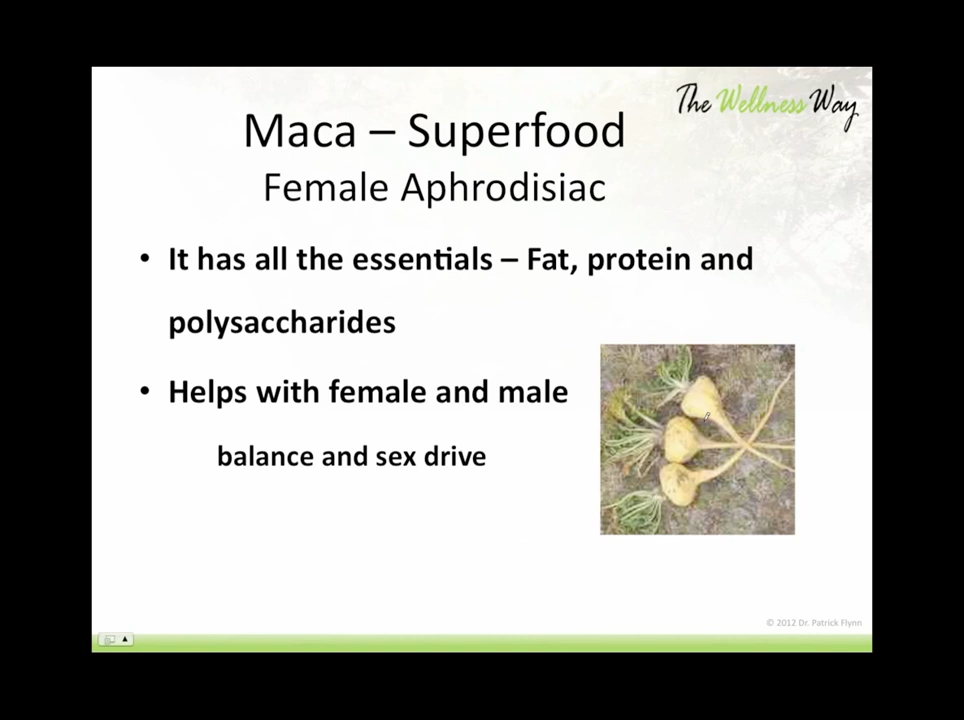 The Wellness Way
Maca – Superfood
Female Aphrodisiac
• It has all the essentials – Fat, protein and
polysaccharides
• Helps with female and male
balance and sex drive
© 2012 Dr. Patrick Flynn